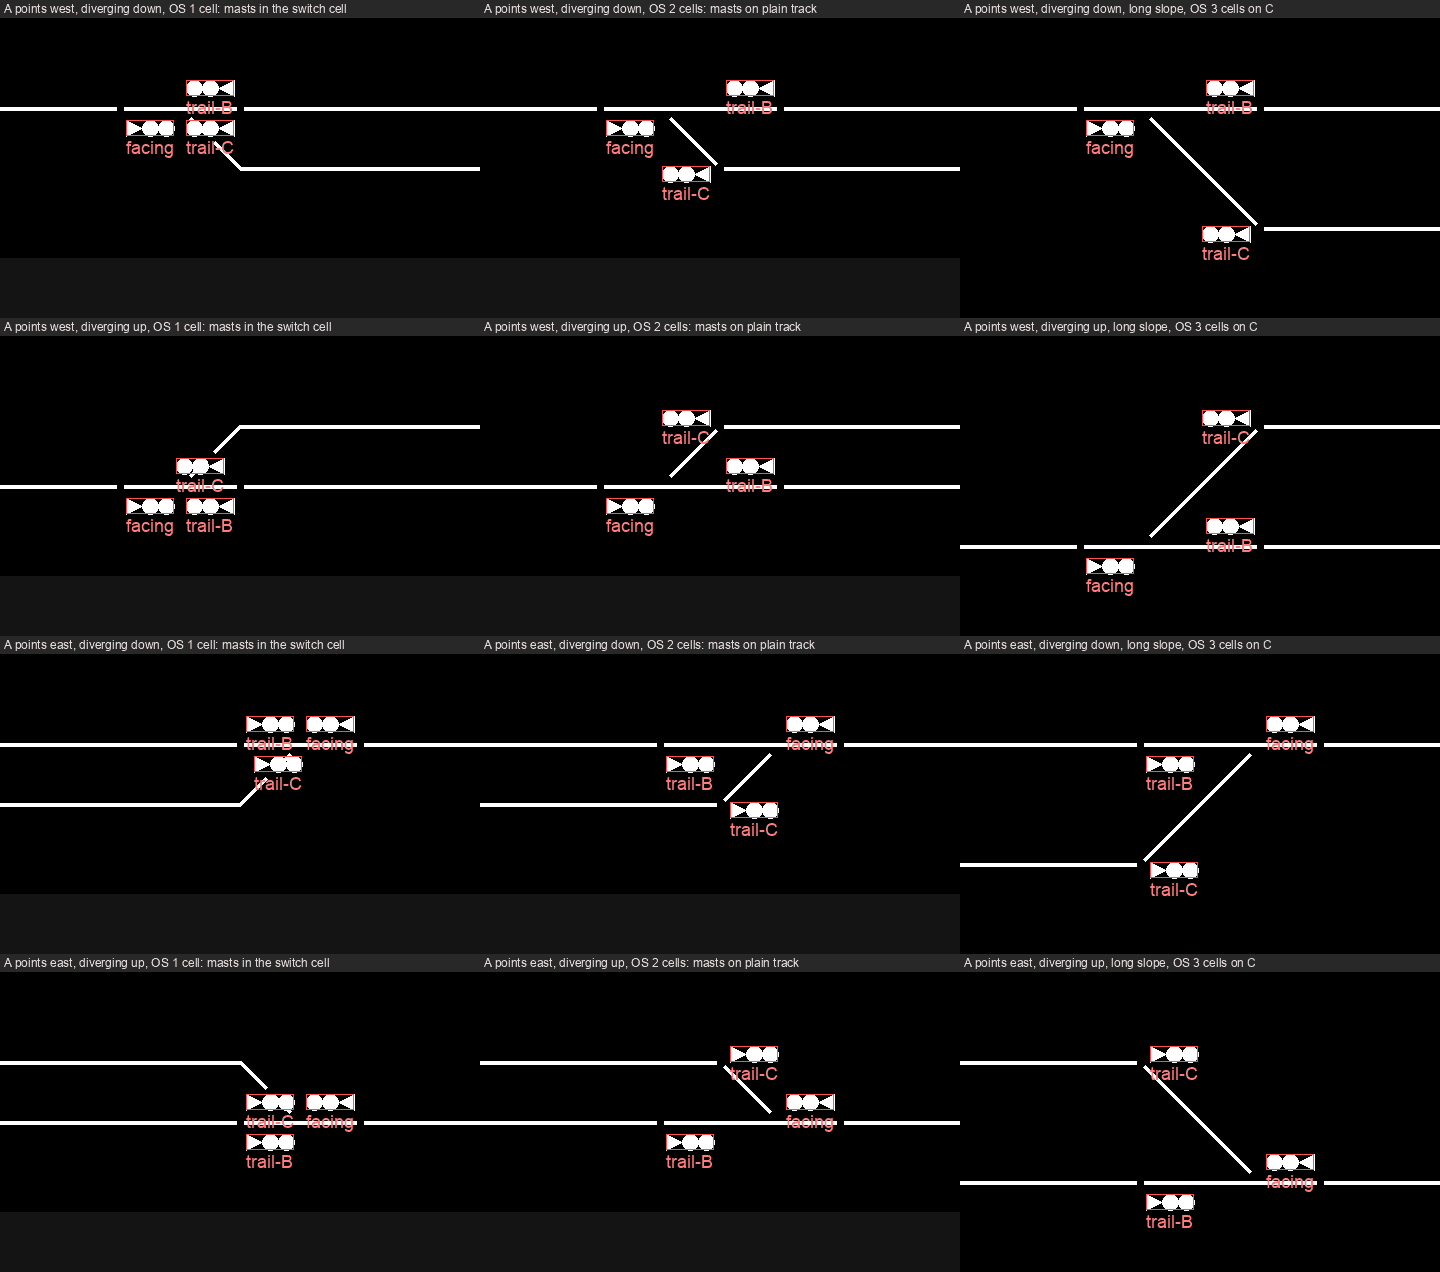 A points west, diverging down, OS 1 cell: masts in the switch cell
A points west, diverging down, OS 2 cells: masts on plain track
A points west, diverging down, long slope, OS 3 cells on C
trail-B
facing
trail-C
trail-B
facing
trail-C
trail-B
facing
trail-C
A points west, diverging up, OS 1 cell: masts in the switch cell
A points west, diverging up, OS 2 cells: masts on plain track
A points west, diverging up, long slope, OS 3 cells on C
trail-C
facing
trail-B
trail-C
trail-B
facing
trail-C
trail-B
facing
A points east, diverging down, OS 1 cell: masts in the switch cell
A points east, diverging down, OS 2 cells: masts on plain track
A points east, diverging down, long slope, OS 3 cells on C
trail-B
facing
trail-C
facing
trail-B
trail-C
facing
trail-B
trail-C
A points east, diverging up, OS 1 cell: masts in the switch cell
A points east, diverging up, OS 2 cells: masts on plain track
A points east, diverging up, long slope, OS 3 cells on C
trail-C
facing
trail-B
trail-C
facing
trail-B
trail-C
facing
trail-B